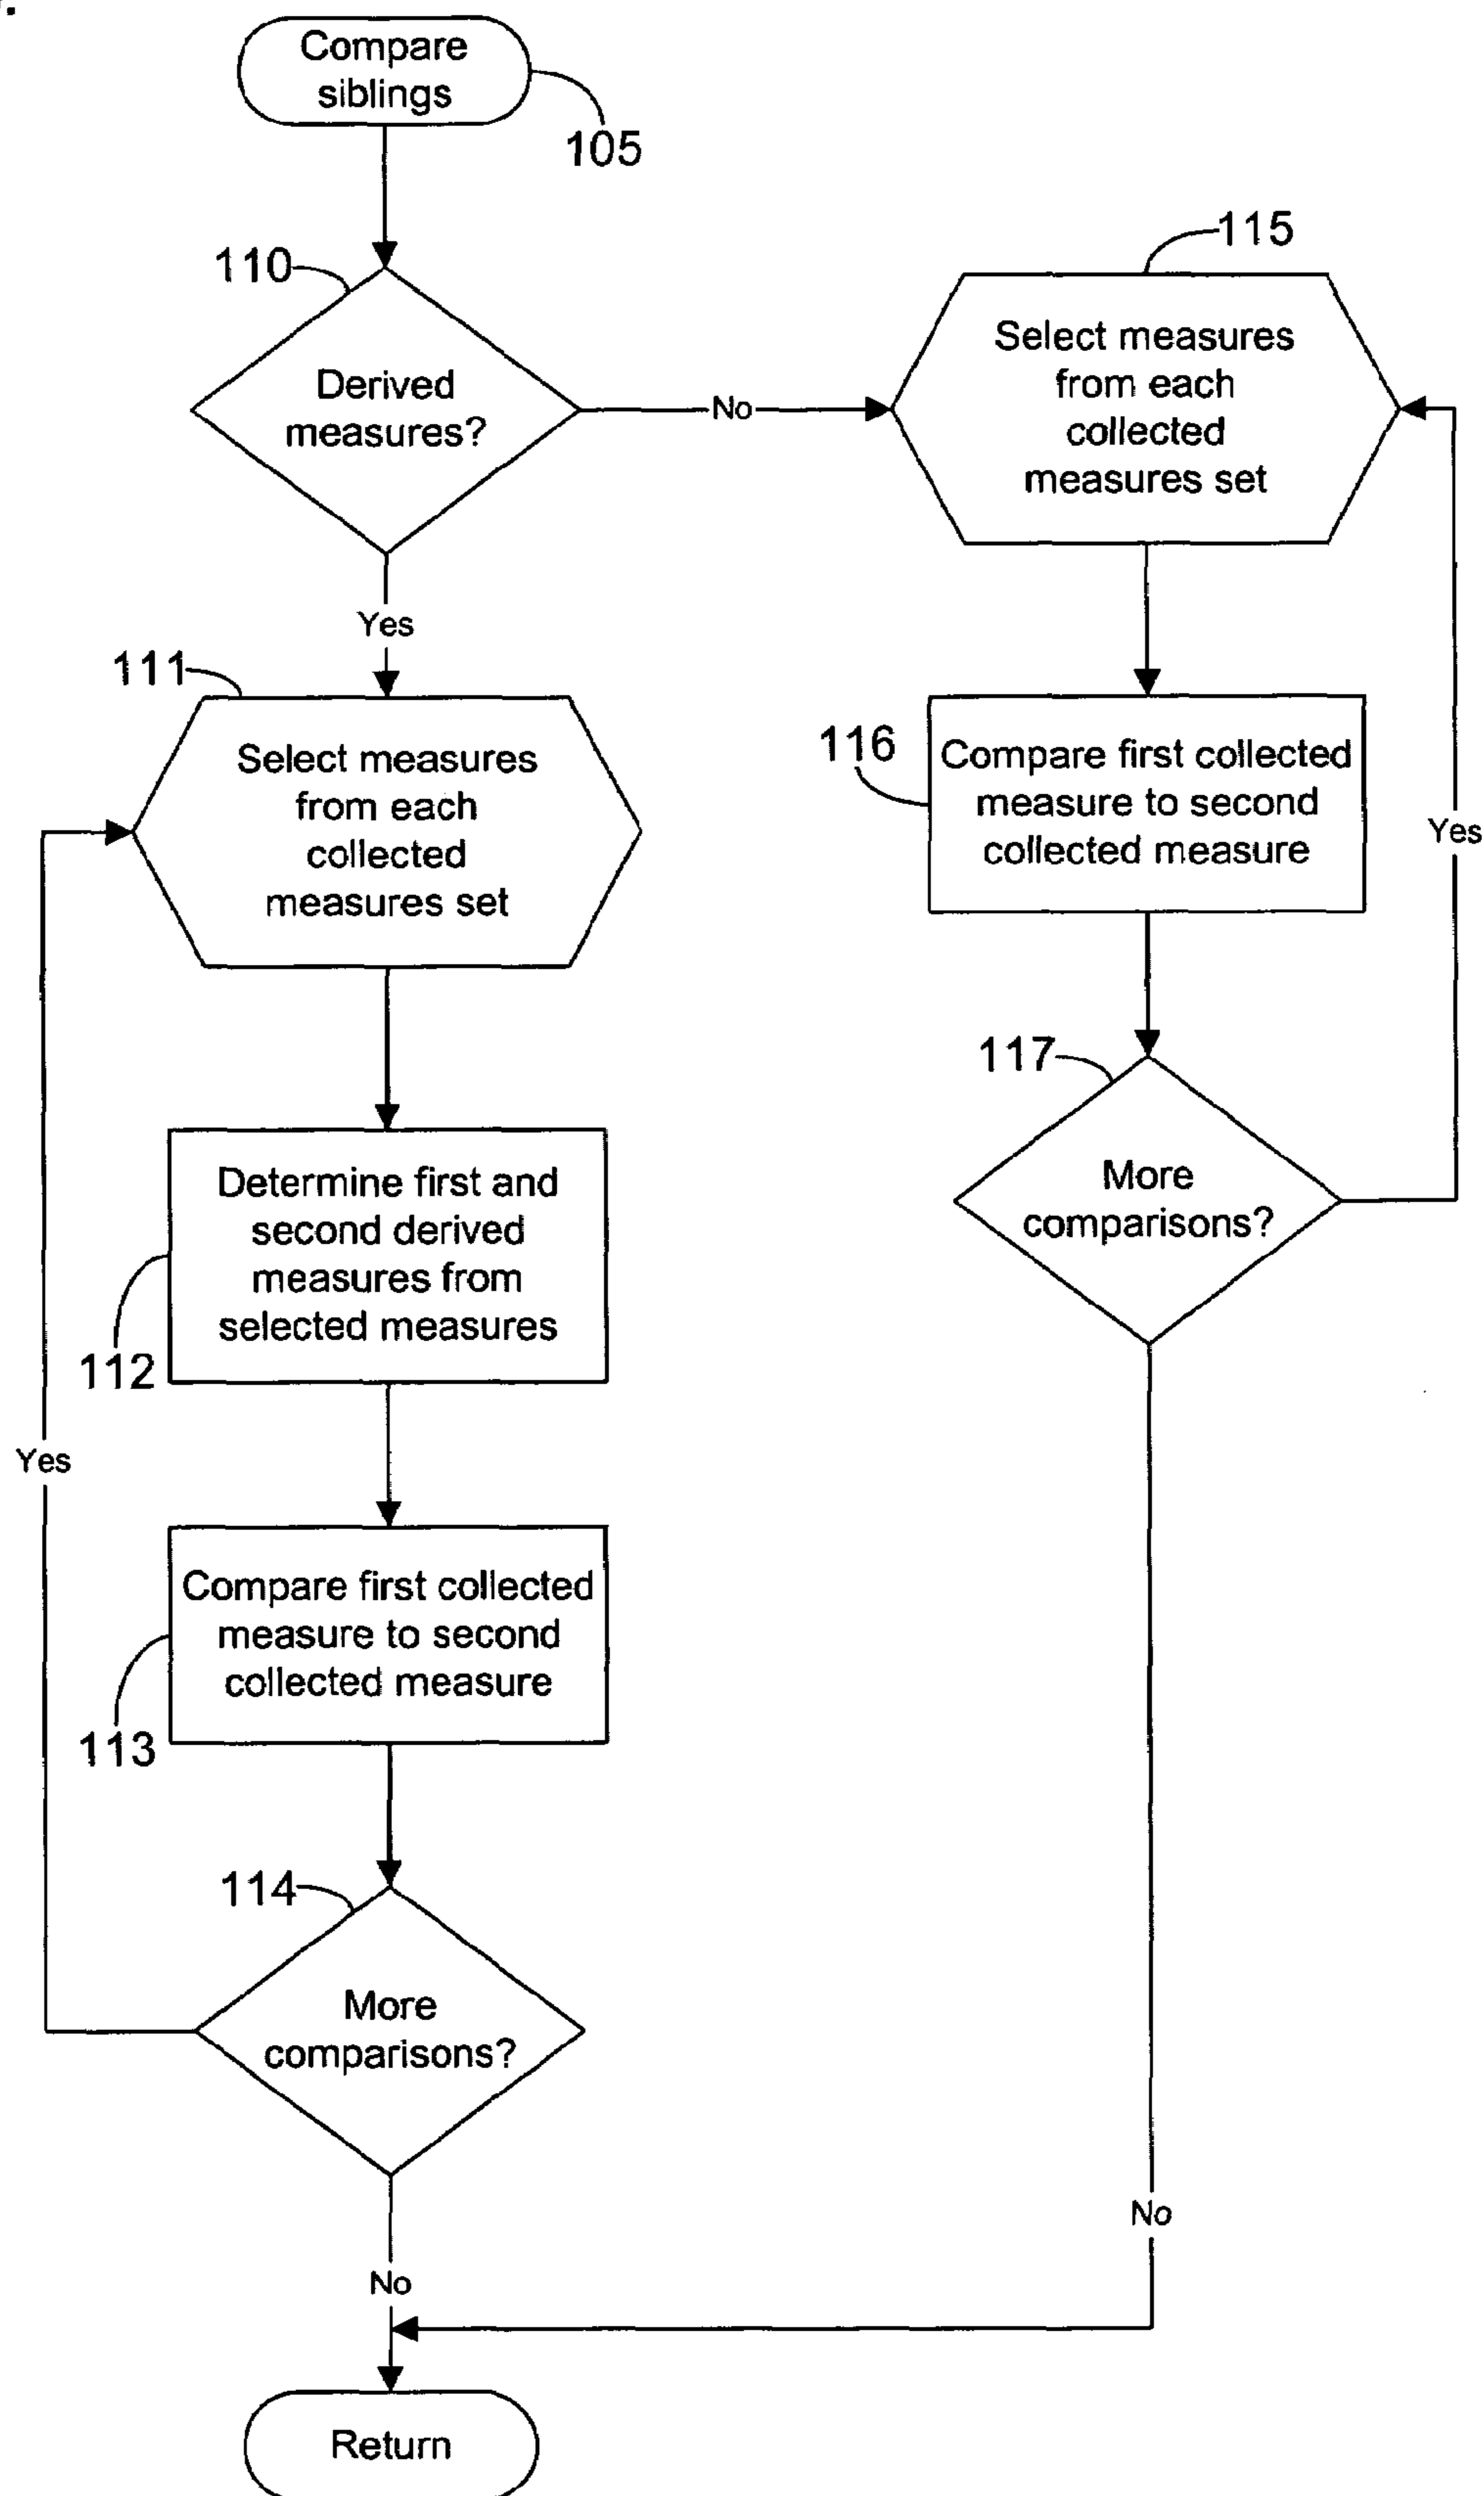 Compare
siblings
105
110
Derived
measures?
No
115
Select measures
from each
collected
measures set
Yes
111
Select measures
from each
collected
measures set
116
Compare first collected
measure to second
collected measure
Yes
117
More
comparisons?
Determine first and
second derived
measures from
selected measures
112
Yes
Compare first collected
measure to second
collected measure
113
114
More
comparisons?
No
No
Return